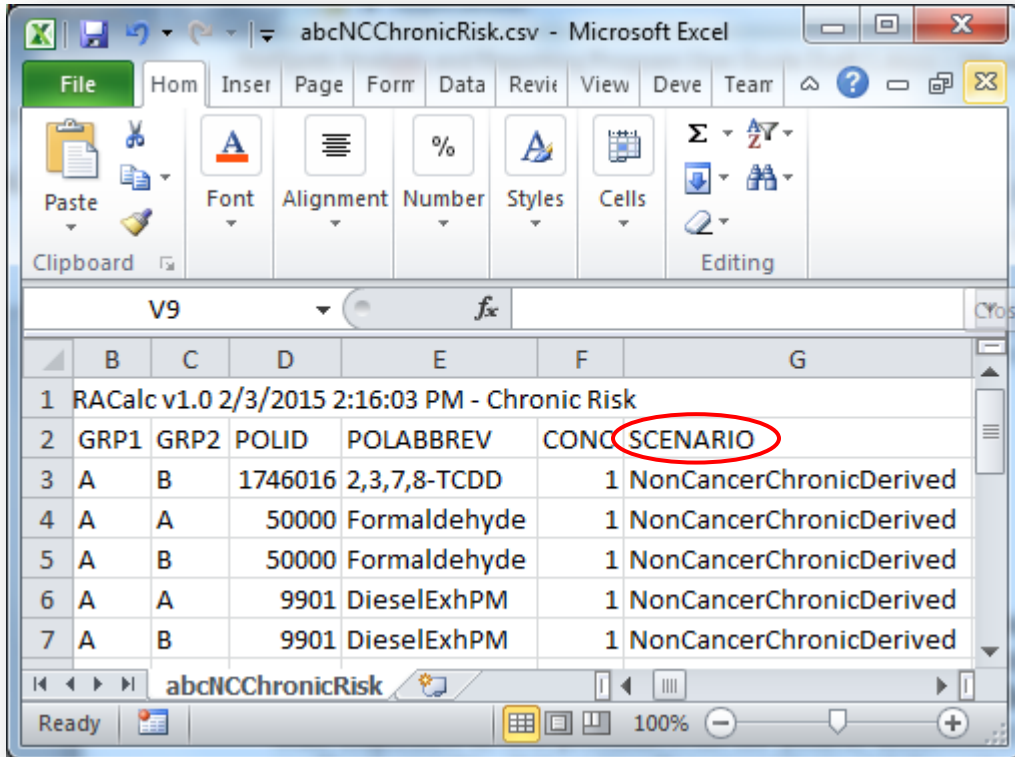 abcNCChronicRisk.csv - Microsoft Excel
File Hom Inser Page Forn Data Revie View Deve Tean
Paste Font Alignment Number Styles Cells
Clipboard Editing
V9 fx
B C D E F G
1 RACalc v1.0 2/3/2015 2:16:03 PM - Chronic Risk
2 GRP1 GRP2 POLID POLABBREV CONC SCENARIO
3 A B 1746016 2,3,7,8-TCDD 1 NonCancerChronicDerived
4 A A 50000 Formaldehyde 1 NonCancerChronicDerived
5 A B 50000 Formaldehyde 1 NonCancerChronicDerived
6 A A 9901 DieselExhPM 1 NonCancerChronicDerived
7 A B 9901 DieselExhPM 1 NonCancerChronicDerived
abcNCChronicRisk
Ready 100%